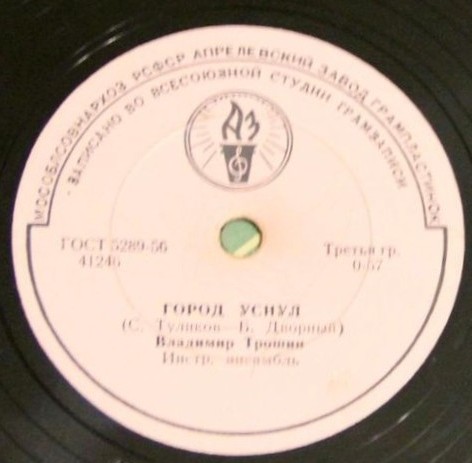 МОСОБЛСОВНАРХОЗ РСФСР АПРЕЛЕВСКИЙ ЗАВОД ГРАМПЛАСТИНОК
ЗАПИСАНО ВО ВСЕСОЮЗНОЙ СТУДИИ ГРАМЗАПИСИ
АЗ
ГОСТ 5289-56
41246
Третья гр.
0-57
ГОРОД УСНУЛ
(С. Туликов—Б. Дворный)
Владимир Трошин
Инстр. ансамбль